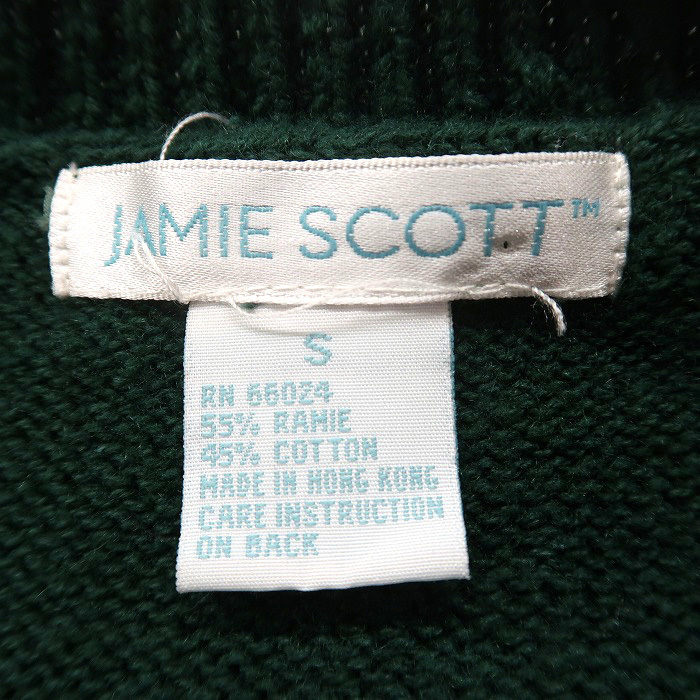 JAMIE SCOTT™
S
RN 66024
55% RAMIE
45% COTTON
MADE IN HONG KONG
CARE INSTRUCTION
ON BACK